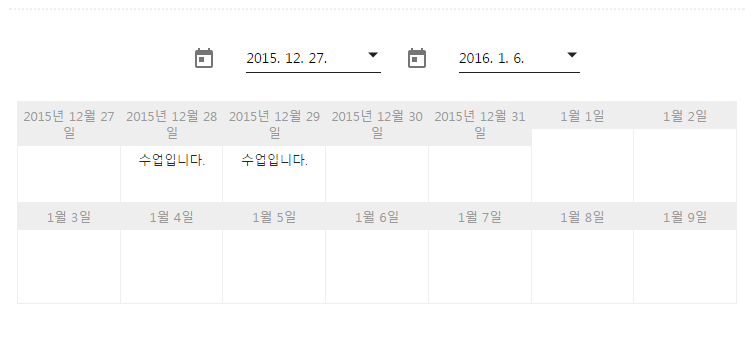 2015. 12. 27. 2016. 1. 6.
2015년 12월 27일 2015년 12월 28일 2015년 12월 29일 2015년 12월 30일 2015년 12월 31일 1월 1일 1월 2일
수업입니다. 수업입니다.
1월 3일 1월 4일 1월 5일 1월 6일 1월 7일 1월 8일 1월 9일